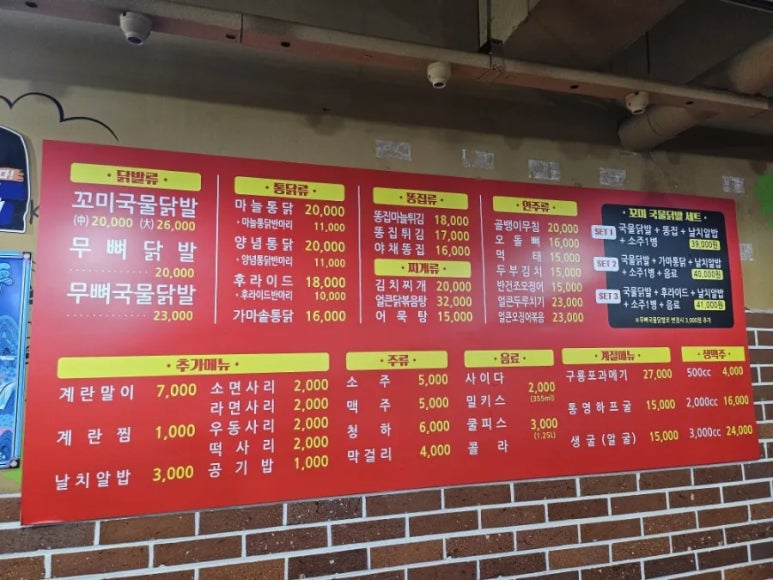 닭발류
꼬미국물닭발
(中) 20,000 (大) 26,000
무뼈닭발
20,000
무뼈국물닭발
23,000
통닭류
마늘통닭 20,000
·마늘통닭반마리 11,000
양념통닭 20,000
·양념통닭반마리 11,000
후라이드 18,000
·후라이드반마리 10,000
가마솥통닭 16,000
똥집류
똥집마늘튀김 18,000
똥집튀김 17,000
야채똥집 16,000
찌개류
김치찌개 20,000
얼큰닭볶음탕 32,000
어묵탕 15,000
안주류
골뱅이무침 20,000
오돌뼈 16,000
먹태 15,000
두부김치 15,000
반건조오징어 15,000
얼큰두루치기 23,000
얼큰오징어볶음 23,000
꼬미 국물닭발 세트
SET 1 국물닭발 + 똥집 + 날치알밥
+ 소주1병 39,000원
SET 2 국물닭발 + 가마통닭 + 날치알밥
+ 소주1병 + 음료 40,000원
SET 3 국물닭발 + 후라이드 + 날치알밥
+ 소주1병 + 음료 41,000원
※무뼈국물닭발로 변경시 3,000원 추가
추가메뉴
계란말이 7,000
계란찜 1,000
날치알밥 3,000
소면사리 2,000
라면사리 2,000
우동사리 2,000
떡사리 2,000
공기밥 1,000
주류
소주 5,000
맥주 5,000
청하 6,000
막걸리 4,000
음료
사이다
밀키스
2,000
(355ml)
쿨피스
콜라
3,000
(1.25L)
계절메뉴
구룡포과메기 27,000
통영하프굴 15,000
생굴(알굴) 15,000
생맥주
500cc 4,000
2,000cc 16,000
3,000cc 24,000